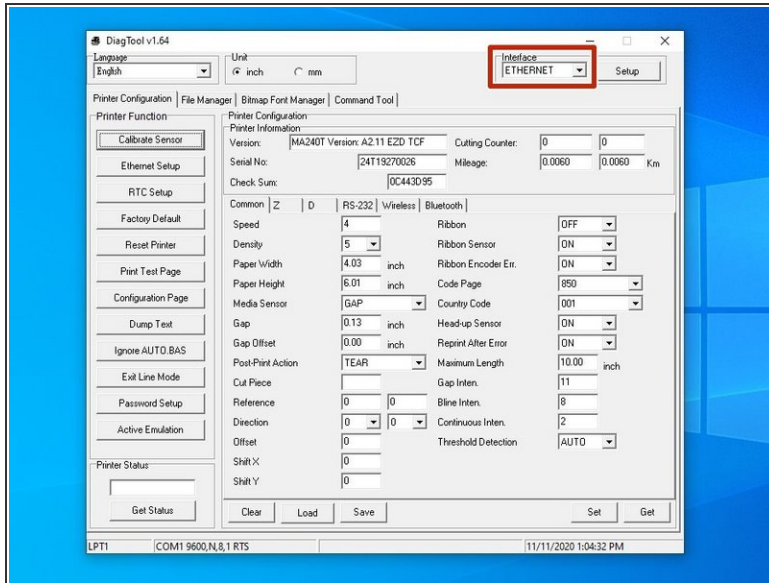 DiagTool v1.64
Language
English
Unit
inch
mm
Interface
ETHERNET
Setup
Printer Configuration
File Manager
Bitmap Font Manager
Command Tool
Printer Function
Calibrate Sensor
Ethernet Setup
RTC Setup
Factory Default
Reset Printer
Print Test Page
Configuration Page
Dump Text
Ignore AUTO.BAS
Exit Line Mode
Password Setup
Active Emulation
Printer Status
Get Status
Printer Configuration
Printer Information
Version: MA240T Version: A2.11 EZD TCF Cutting Counter: 0 0
Serial No: 24T19270026 Mileage: 0.0060 0.0060 Km
Check Sum: 0C443D95
Common Z D RS-232 Wireless Bluetooth
Speed 4 Ribbon OFF
Density 5 Ribbon Sensor ON
Paper Width 4.03 inch Ribbon Encoder Err. ON
Paper Height 6.01 inch Code Page 850
Media Sensor GAP Country Code 001
Gap 0.13 inch Head-up Sensor ON
Gap Offset 0.00 inch Reprint After Error ON
Post-Print Action TEAR Maximum Length 10.00 inch
Cut Piece Gap Inten. 11
Reference 0 0 Bline Inten. 8
Direction 0 0 Continuous Inten. 2
Offset 0 Threshold Detection AUTO
Shift X 0
Shift Y 0
Clear Load Save Set Get
LPT1 COM1 9600,N,8,1 RTS 11/11/2020 1:04:32 PM